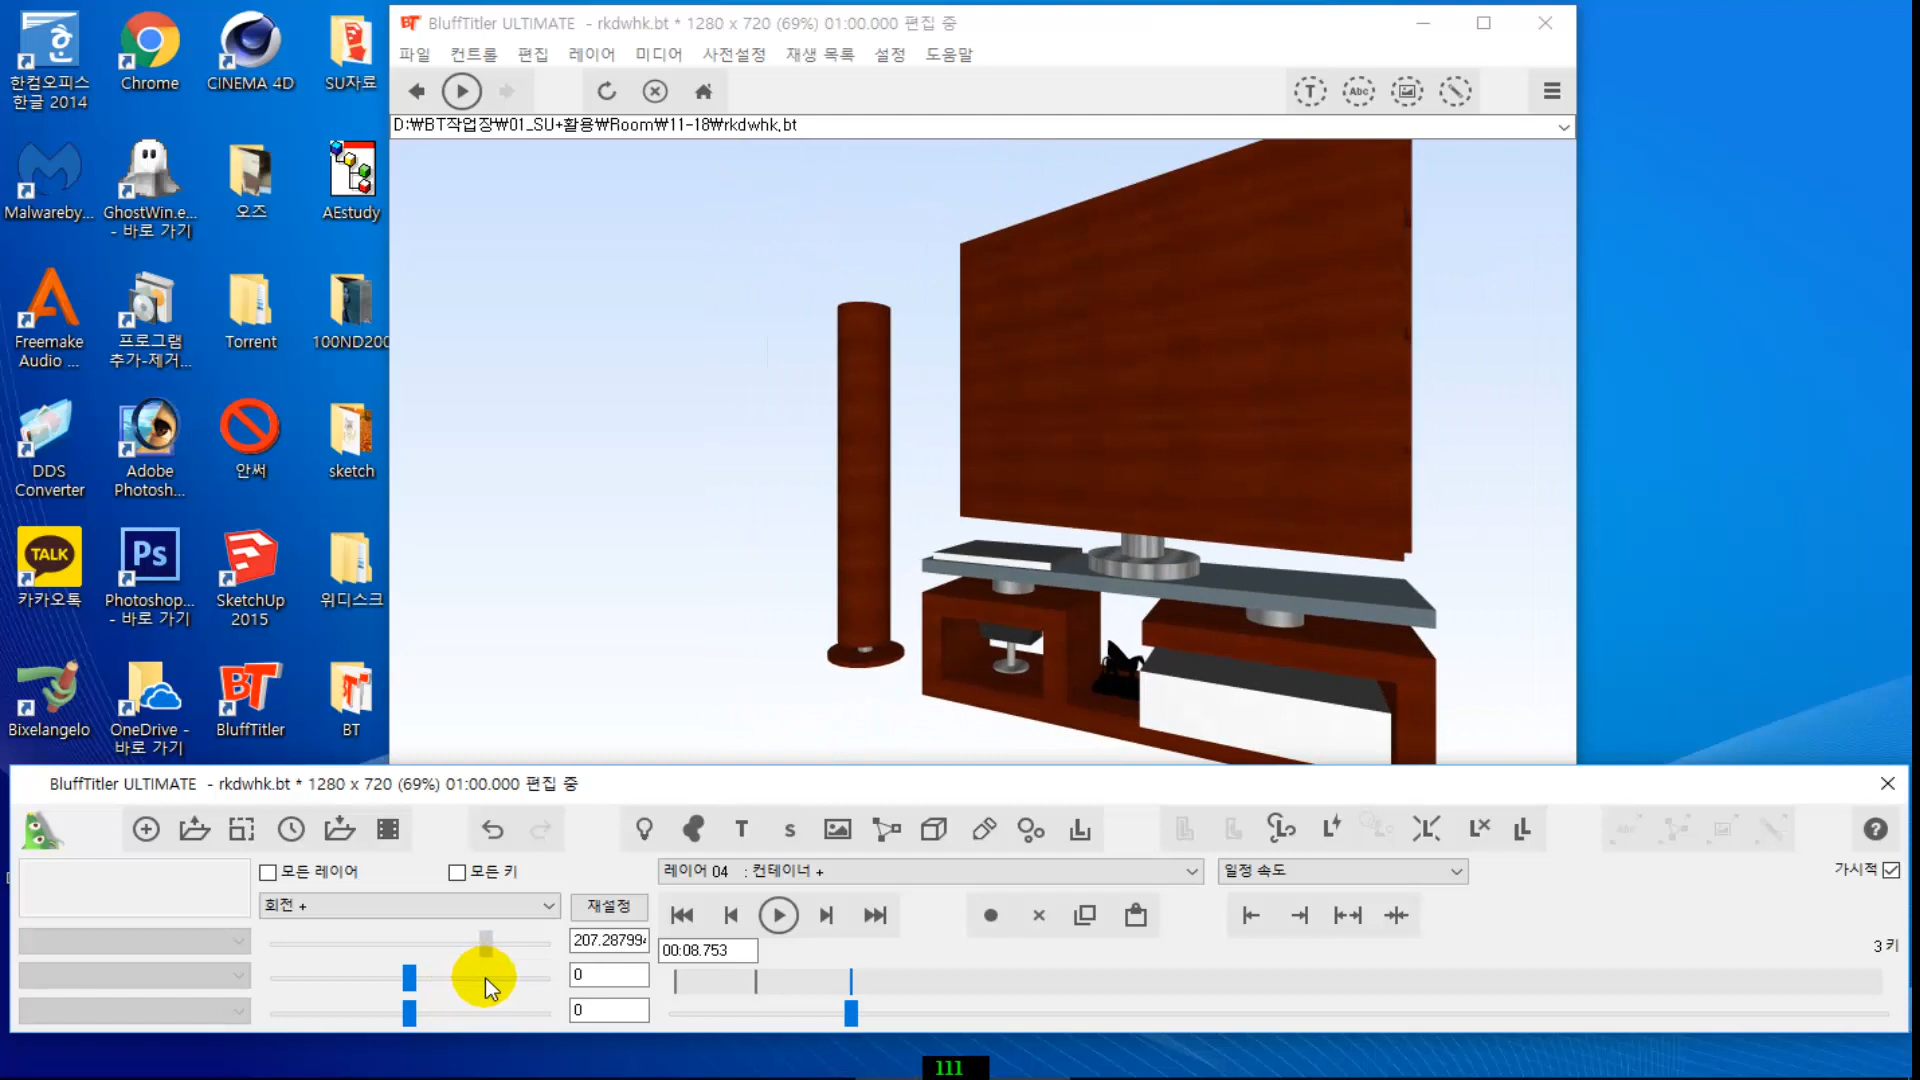 한컴오피스
한글 2014
Chrome
CINEMA 4D
SU자료
Malwareby...
GhostWin.e...
- 바로 가기
오즈
AEstudy
Freemake
Audio ...
프로그램
추가-제거...
Torrent
100ND200
DDS
Converter
Adobe
Photosh...
안써
sketch
TALK
카카오톡
Ps
Photoshop...
- 바로 가기
SketchUp
2015
위디스크
Bixelangelo
OneDrive -
바로 가기
BT
BluffTitler
BT
BT BluffTitler ULTIMATE - rkdwhk.bt * 1280 x 720 (69%) 01:00.000 편집 중
파일 컨트롤 편집 레이어 미디어 사전설정 재생 목록 설정 도움말
T Abc
D:₩BT작업장₩01_SU+활용₩Room₩11-18₩rkdwhk.bt
BluffTitler ULTIMATE - rkdwhk.bt * 1280 x 720 (69%) 01:00.000 편집 중
T S
모든 레이어 모든 키 레이어 04 : 컨테이너 + 일정 속도 가시적
회전 + 재설정
207.28799
00:08.753
3 키
0
0
111